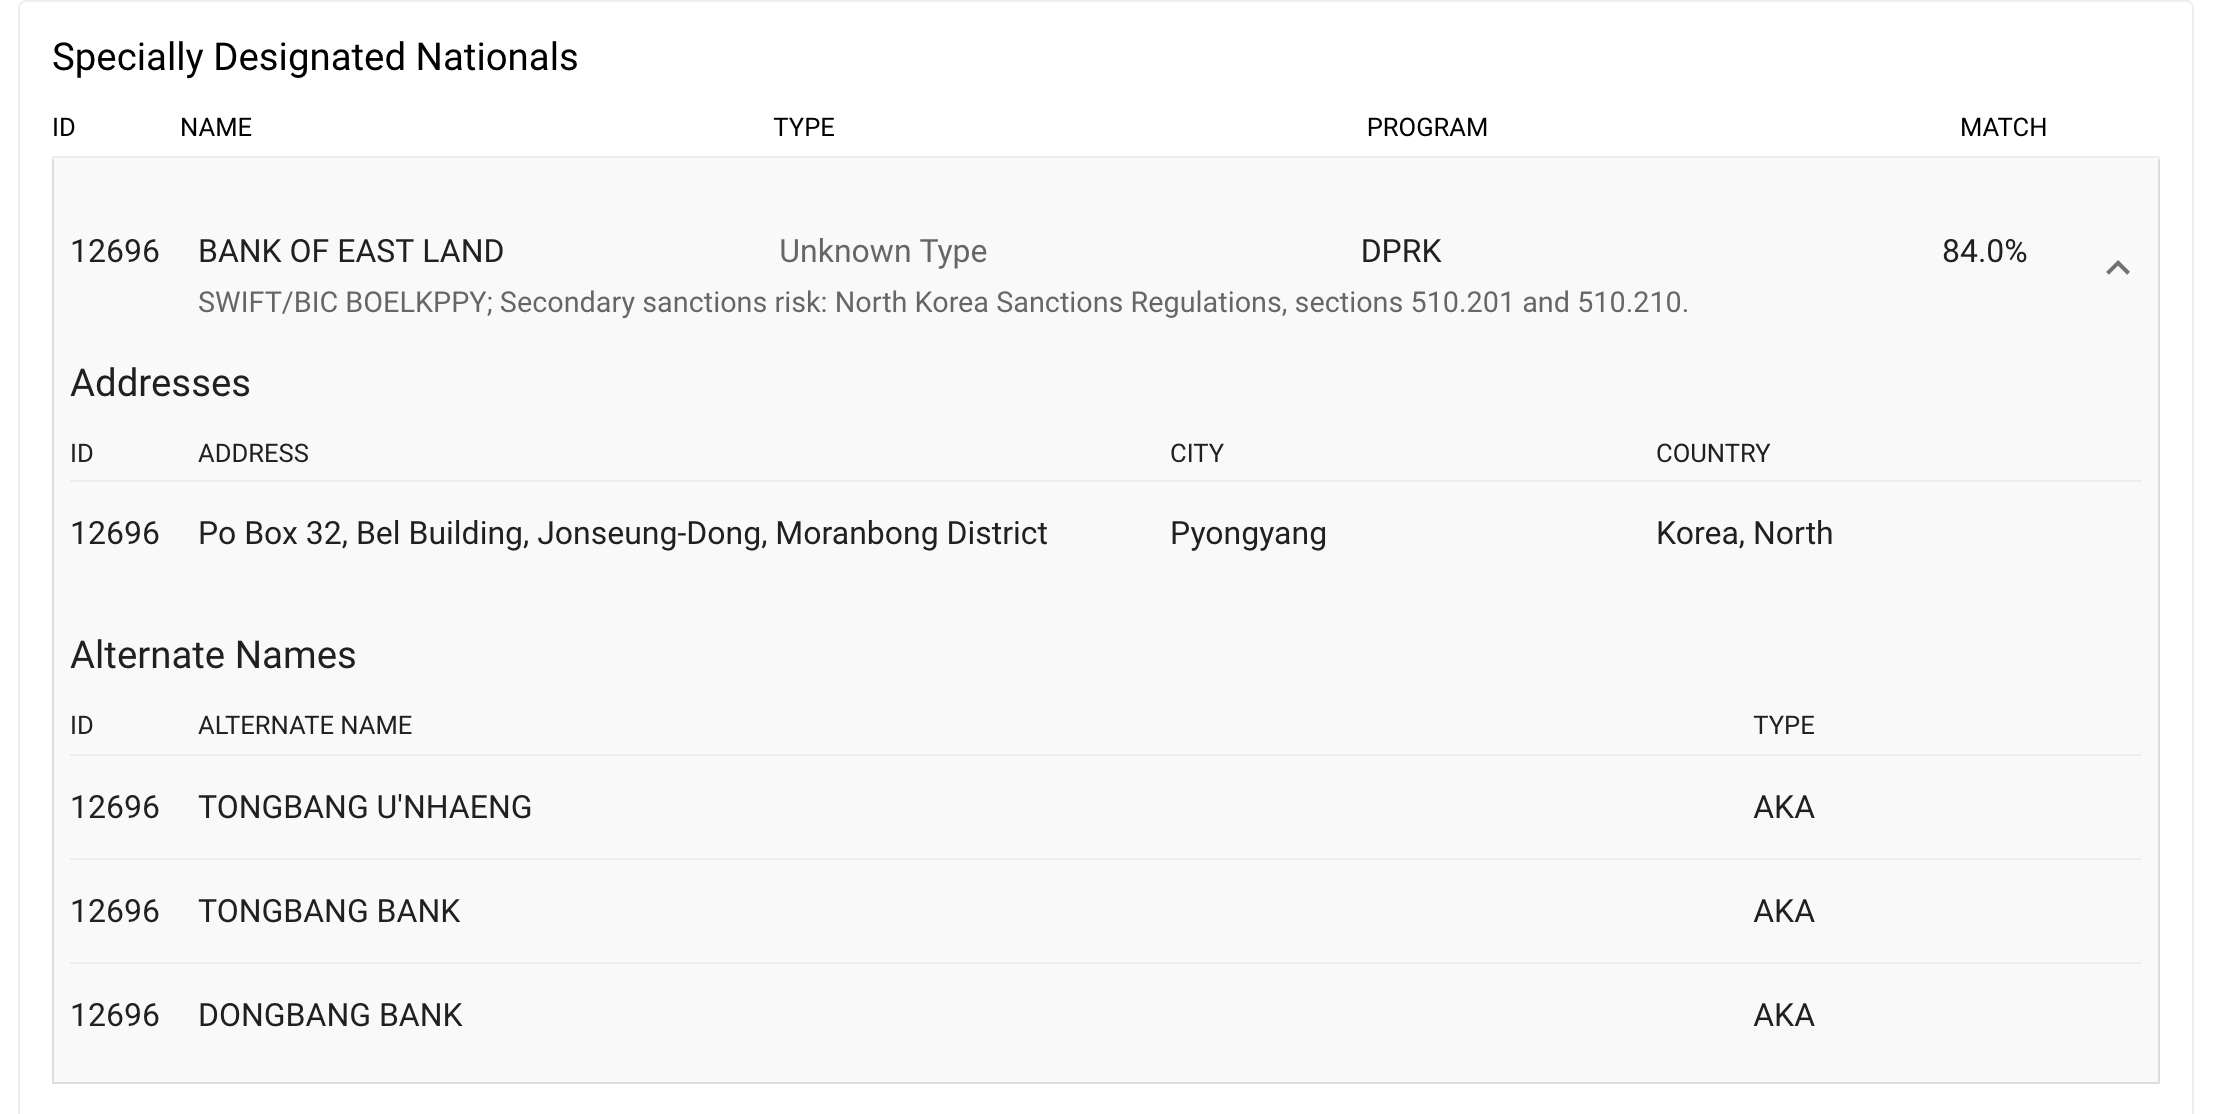 Specially Designated Nationals
ID NAME TYPE PROGRAM MATCH
12696 BANK OF EAST LAND Unknown Type DPRK 84.0%
SWIFT/BIC BOELKPPY; Secondary sanctions risk: North Korea Sanctions Regulations, sections 510.201 and 510.210.
Addresses
ID ADDRESS CITY COUNTRY
12696 Po Box 32, Bel Building, Jonseung-Dong, Moranbong District Pyongyang Korea, North
Alternate Names
ID ALTERNATE NAME TYPE
12696 TONGBANG U'NHAENG AKA
12696 TONGBANG BANK AKA
12696 DONGBANG BANK AKA